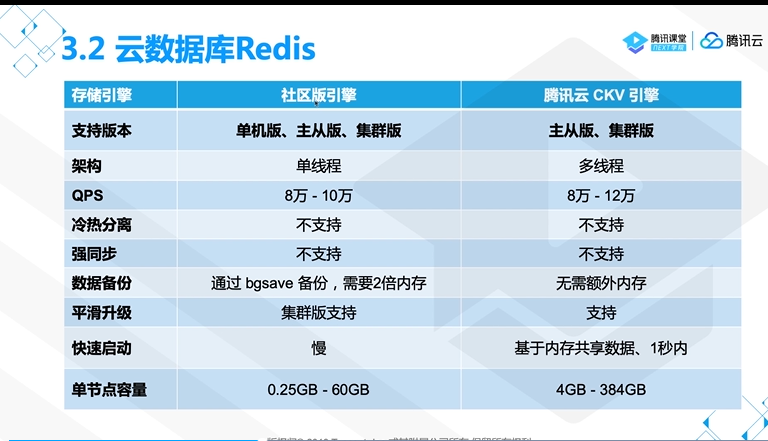 3.2 云数据库Redis
腾讯课堂
NEXT学院
腾讯云
存储引擎 社区版引擎 腾讯云 CKV 引擎
支持版本 单机版、主从版、集群版 主从版、集群版
架构 单线程 多线程
QPS 8万 - 10万 8万 - 12万
冷热分离 不支持 不支持
强同步 不支持 不支持
数据备份 通过 bgsave 备份，需要2倍内存 无需额外内存
平滑升级 集群版支持 支持
快速启动 慢 基于内存共享数据、1秒内
单节点容量 0.25GB - 60GB 4GB - 384GB